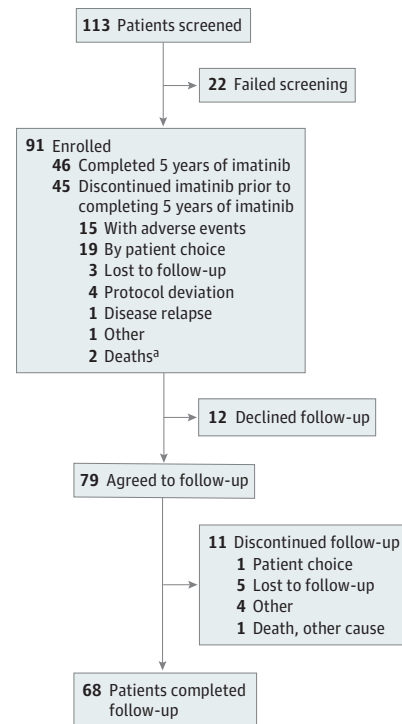 113 Patients screened
22 Failed screening
91 Enrolled
46 Completed 5 years of imatinib
45 Discontinued imatinib prior to
completing 5 years of imatinib
15 With adverse events
19 By patient choice
3 Lost to follow-up
4 Protocol deviation
1 Disease relapse
1 Other
2 Deathsa
12 Declined follow-up
79 Agreed to follow-up
11 Discontinued follow-up
1 Patient choice
5 Lost to follow-up
4 Other
1 Death, other cause
68 Patients completed
follow-up